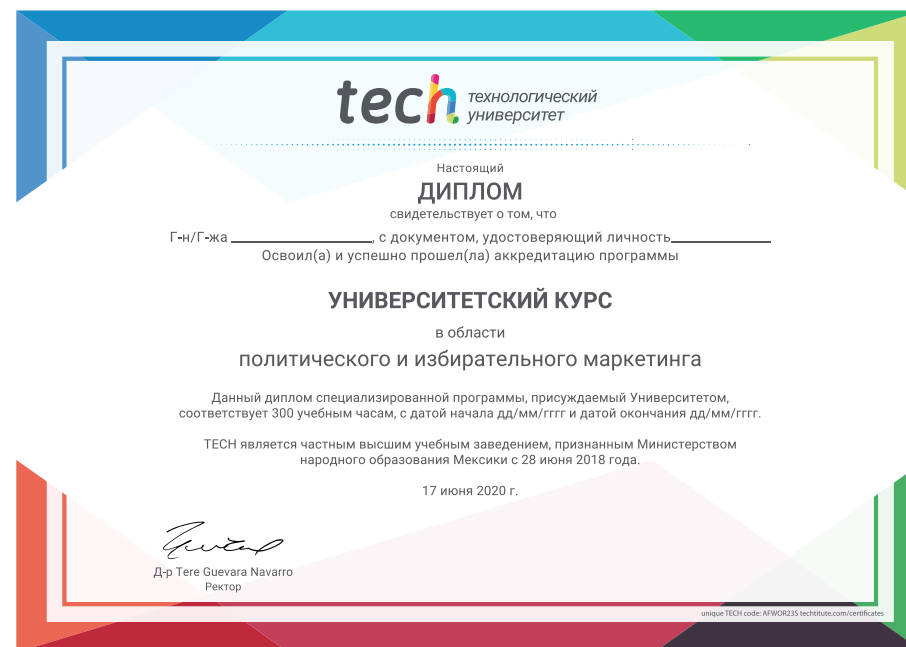 tech технологический
университет
Настоящий
ДИПЛОМ
свидетельствует о том, что
Г-н/Г-жа ____________________, с документом, удостоверяющий личность______________
Освоил(а) и успешно прошел(ла) аккредитацию программы
УНИВЕРСИТЕТСКИЙ КУРС
в области
политического и избирательного маркетинга
Данный диплом специализированной программы, присуждаемый Университетом,
соответствует 300 учебным часам, с датой начала дд/мм/гггг и датой окончания дд/мм/гггг.
TECH является частным высшим учебным заведением, признанным Министерством
народного образования Мексики с 28 июня 2018 года.
17 июня 2020 г.
Д-р Tere Guevara Navarro
Ректор
unique TECH code: AFWOR23S techtitute.com/certificates